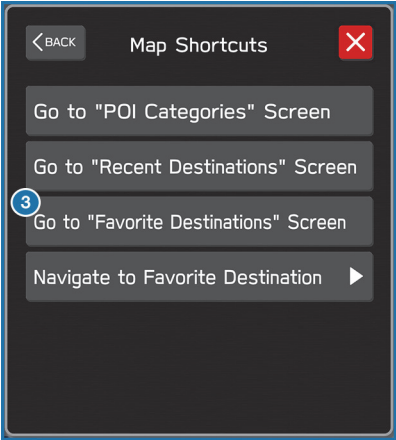 BACK
Map Shortcuts
Go to "POI Categories" Screen
Go to "Recent Destinations" Screen
3
Go to "Favorite Destinations" Screen
Navigate to Favorite Destination